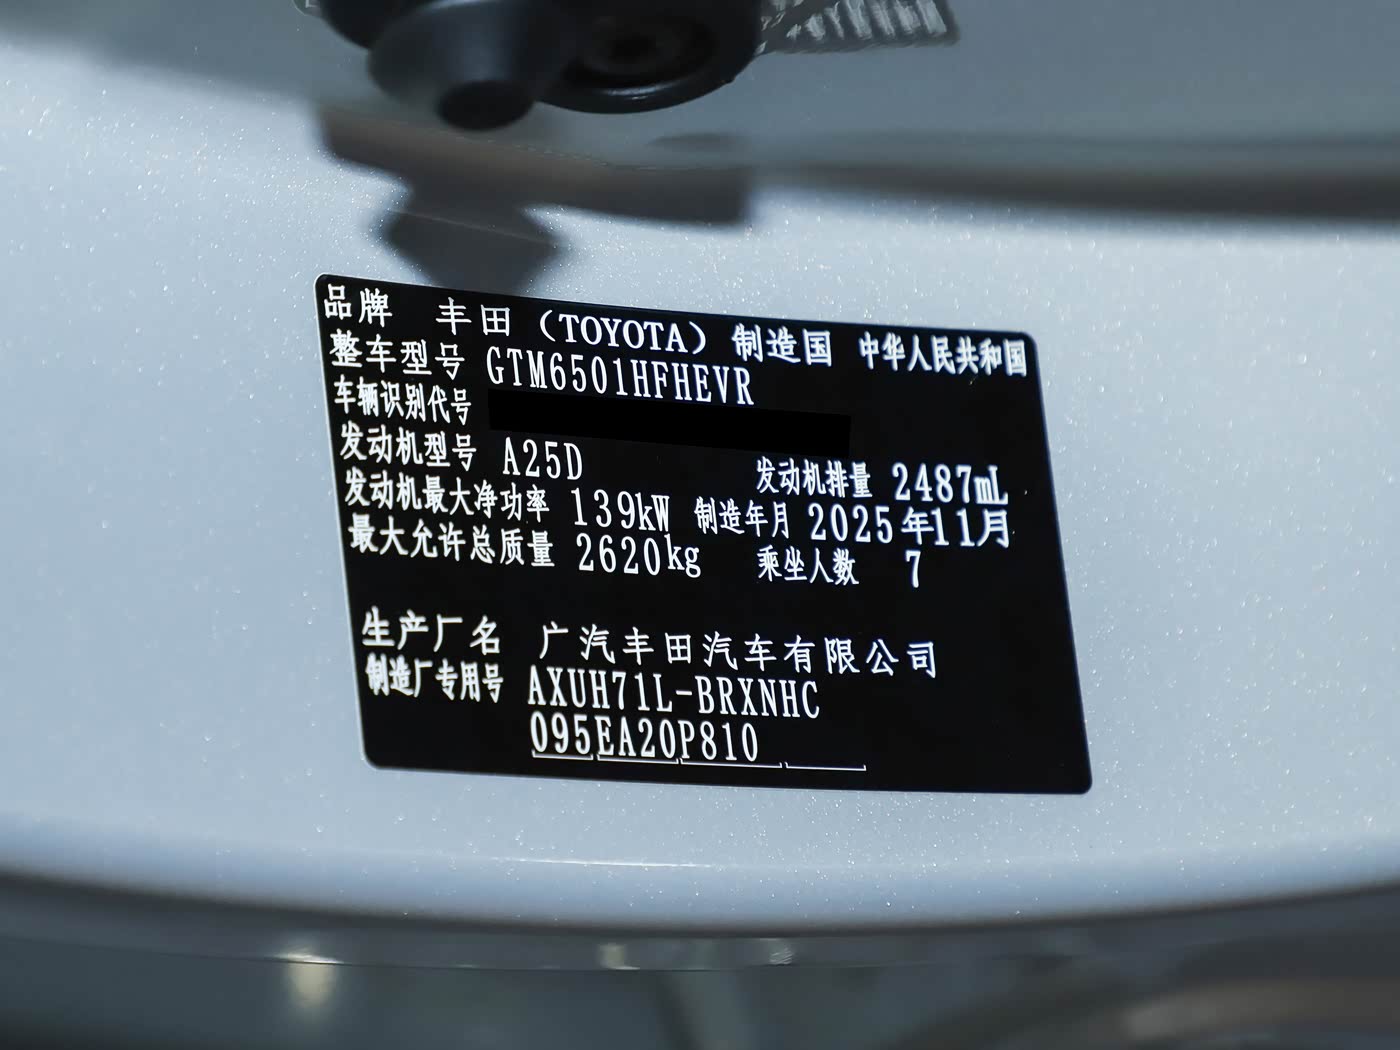 品牌 丰田（TOYOTA） 制造国 中华人民共和国
整车型号 GTM6501HFHEVR
车辆识别代号
发动机型号 A25D 发动机排量 2487mL
发动机最大净功率 139kW 制造年月 2025年11月
最大允许总质量 2620kg 乘坐人数 7
生产厂名 广汽丰田汽车有限公司
制造厂专用号 AXUH71L-BRXNHC
095EA20P810